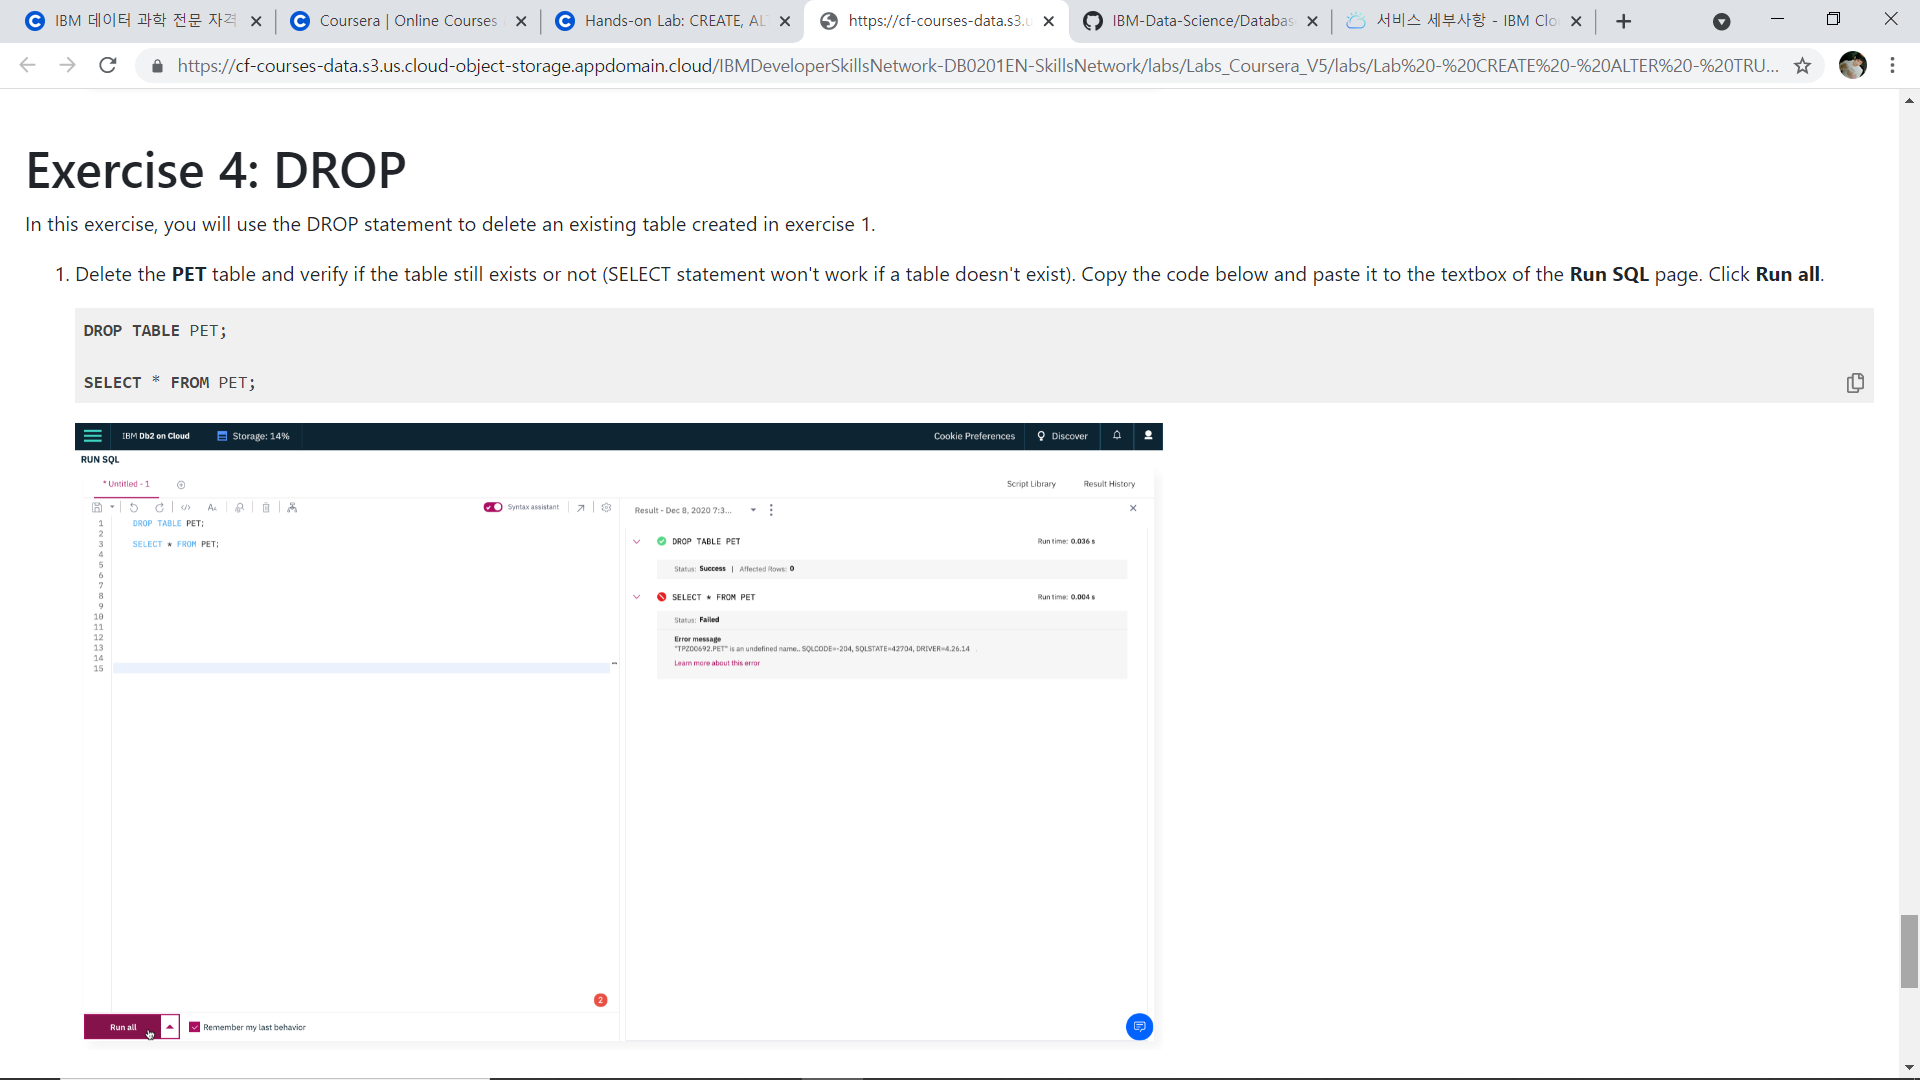 IBM 데이터 과학 전문 자격
Coursera | Online Courses
Hands-on Lab: CREATE, AL
https://cf-courses-data.s3.u
IBM-Data-Science/Databas
서비스 세부사항 - IBM Clo
https://cf-courses-data.s3.us.cloud-object-storage.appdomain.cloud/IBMDeveloperSkillsNetwork-DB0201EN-SkillsNetwork/labs/Labs_Coursera_V5/labs/Lab%20-%20CREATE%20-%20ALTER%20-%20TRU...
Exercise 4: DROP
In this exercise, you will use the DROP statement to delete an existing table created in exercise 1.
1. Delete the PET table and verify if the table still exists or not (SELECT statement won't work if a table doesn't exist). Copy the code below and paste it to the textbox of the Run SQL page. Click Run all.
DROP TABLE PET;
SELECT * FROM PET;
IBM Db2 on Cloud
Storage: 14%
Cookie Preferences
Discover
RUN SQL
* Untitled - 1
Script Library
Result History
Syntax assistant
Result - Dec 8, 2020 7:3...
1 DROP TABLE PET;
2
3 SELECT * FROM PET;
4
5
6
7
8
9
10
11
12
13
14
15
DROP TABLE PET
Run time: 0.036 s
Status: Success | Affected Rows: 0
SELECT * FROM PET
Run time: 0.004 s
Status: Failed
Error message
"TPZ00692.PET" is an undefined name.. SQLCODE=-204, SQLSTATE=42704, DRIVER=4.26.14
Learn more about this error
2
Run all
Remember my last behavior